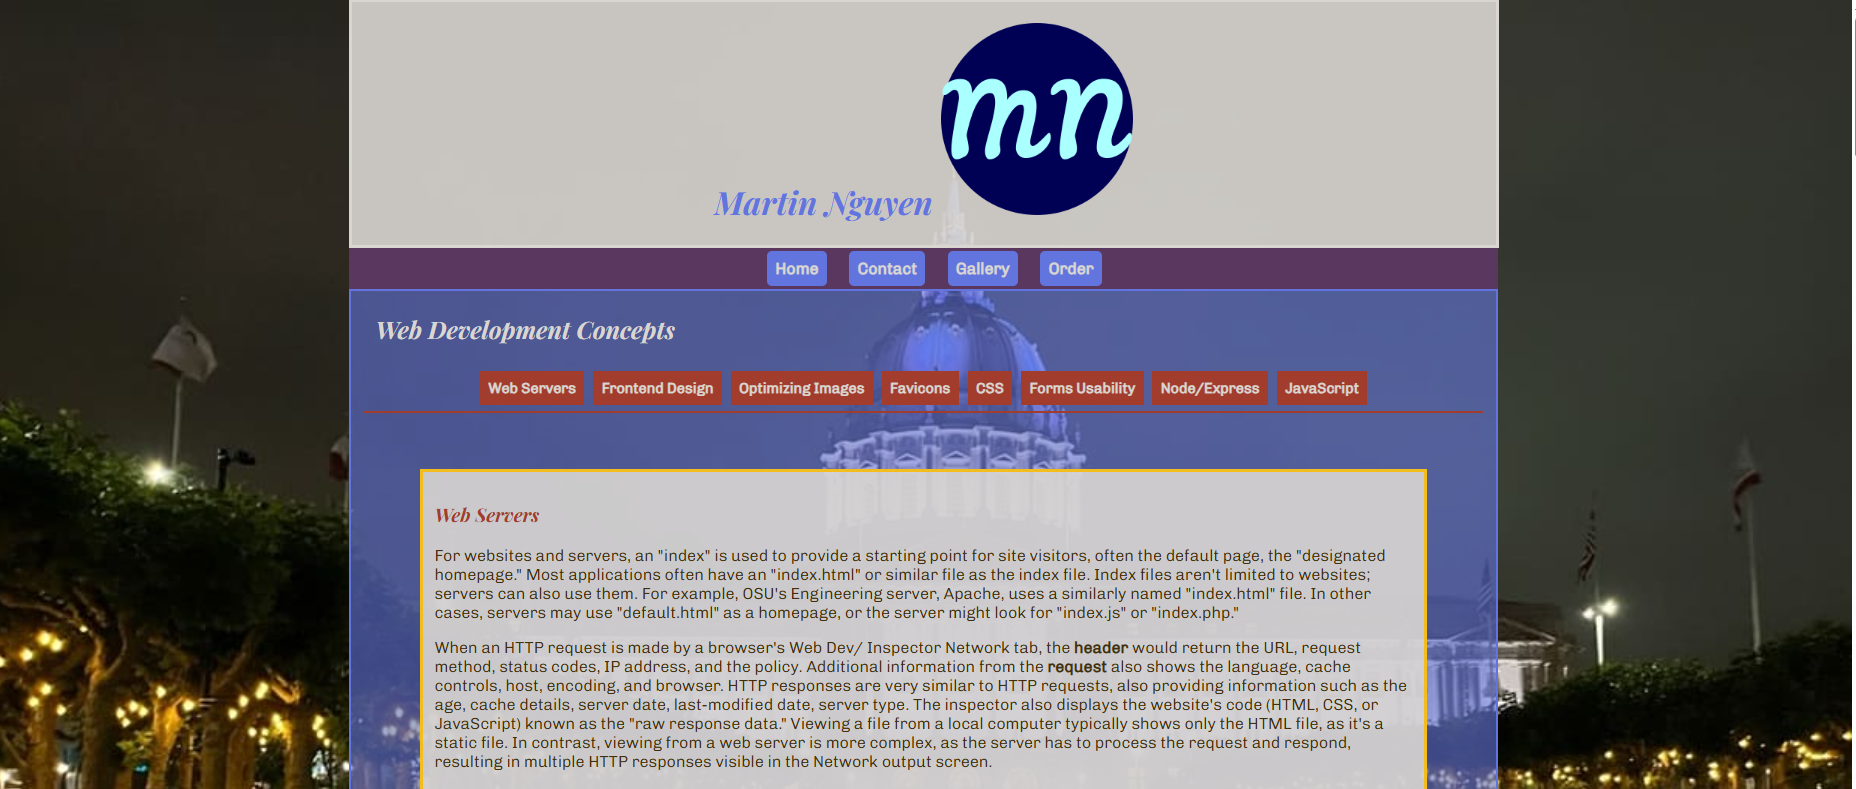 mn
Martin Nguyen
Home Contact Gallery Order
Web Development Concepts
Web Servers Frontend Design Optimizing Images Favicons CSS Forms Usability Node/Express JavaScript
Web Servers
For websites and servers, an "index" is used to provide a starting point for site visitors, often the default page, the "designated
homepage." Most applications often have an "index.html" or similar file as the index file. Index files aren't limited to websites;
servers can also use them. For example, OSU's Engineering server, Apache, uses a similarly named "index.html" file. In other
cases, servers may use "default.html" as a homepage, or the server might look for "index.js" or "index.php."
When an HTTP request is made by a browser's Web Dev/ Inspector Network tab, the header would return the URL, request
method, status codes, IP address, and the policy. Additional information from the request also shows the language, cache
controls, host, encoding, and browser. HTTP responses are very similar to HTTP requests, also providing information such as the
age, cache details, server date, last-modified date, server type. The inspector also displays the website's code (HTML, CSS, or
JavaScript) known as the "raw response data." Viewing a file from a local computer typically shows only the HTML file, as it's a
static file. In contrast, viewing from a web server is more complex, as the server has to process the request and respond,
resulting in multiple HTTP responses visible in the Network output screen.